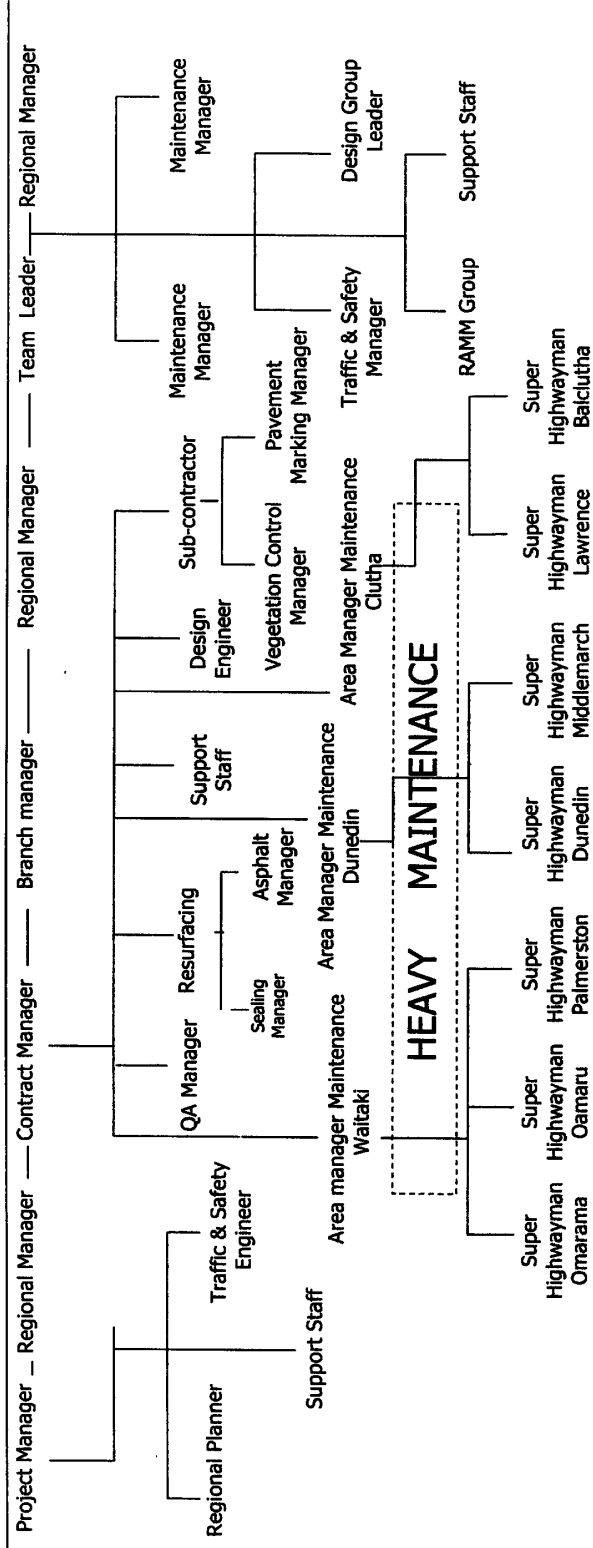 Project Manager _ Regional Manager — Contract Manager — Branch manager — Regional Manager — Team Leader — Regional Manager
Regional Planner
Traffic & Safety
Engineer
Support Staff
QA Manager
Resurfacing
Sealing
Manager
Asphalt
Manager
Support
Staff
Design
Engineer
Sub-contractor
Vegetation Control
Manager
Pavement
Marking Manager
Area manager Maintenance
Waitaki
Area Manager Maintenance
Dunedin
Area Manager Maintenance
Clutha
HEAVY MAINTENANCE
Super
Highwayman
Omarama
Super
Highwayman
Oamaru
Super
Highwayman
Palmerston
Super
Highwayman
Dunedin
Super
Highwayman
Middlemarch
Super
Highwayman
Lawrence
Super
Highwayman
Balclutha
Maintenance
Manager
Maintenance
Manager
Traffic & Safety
Manager
Design Group
Leader
RAMM Group
Support Staff